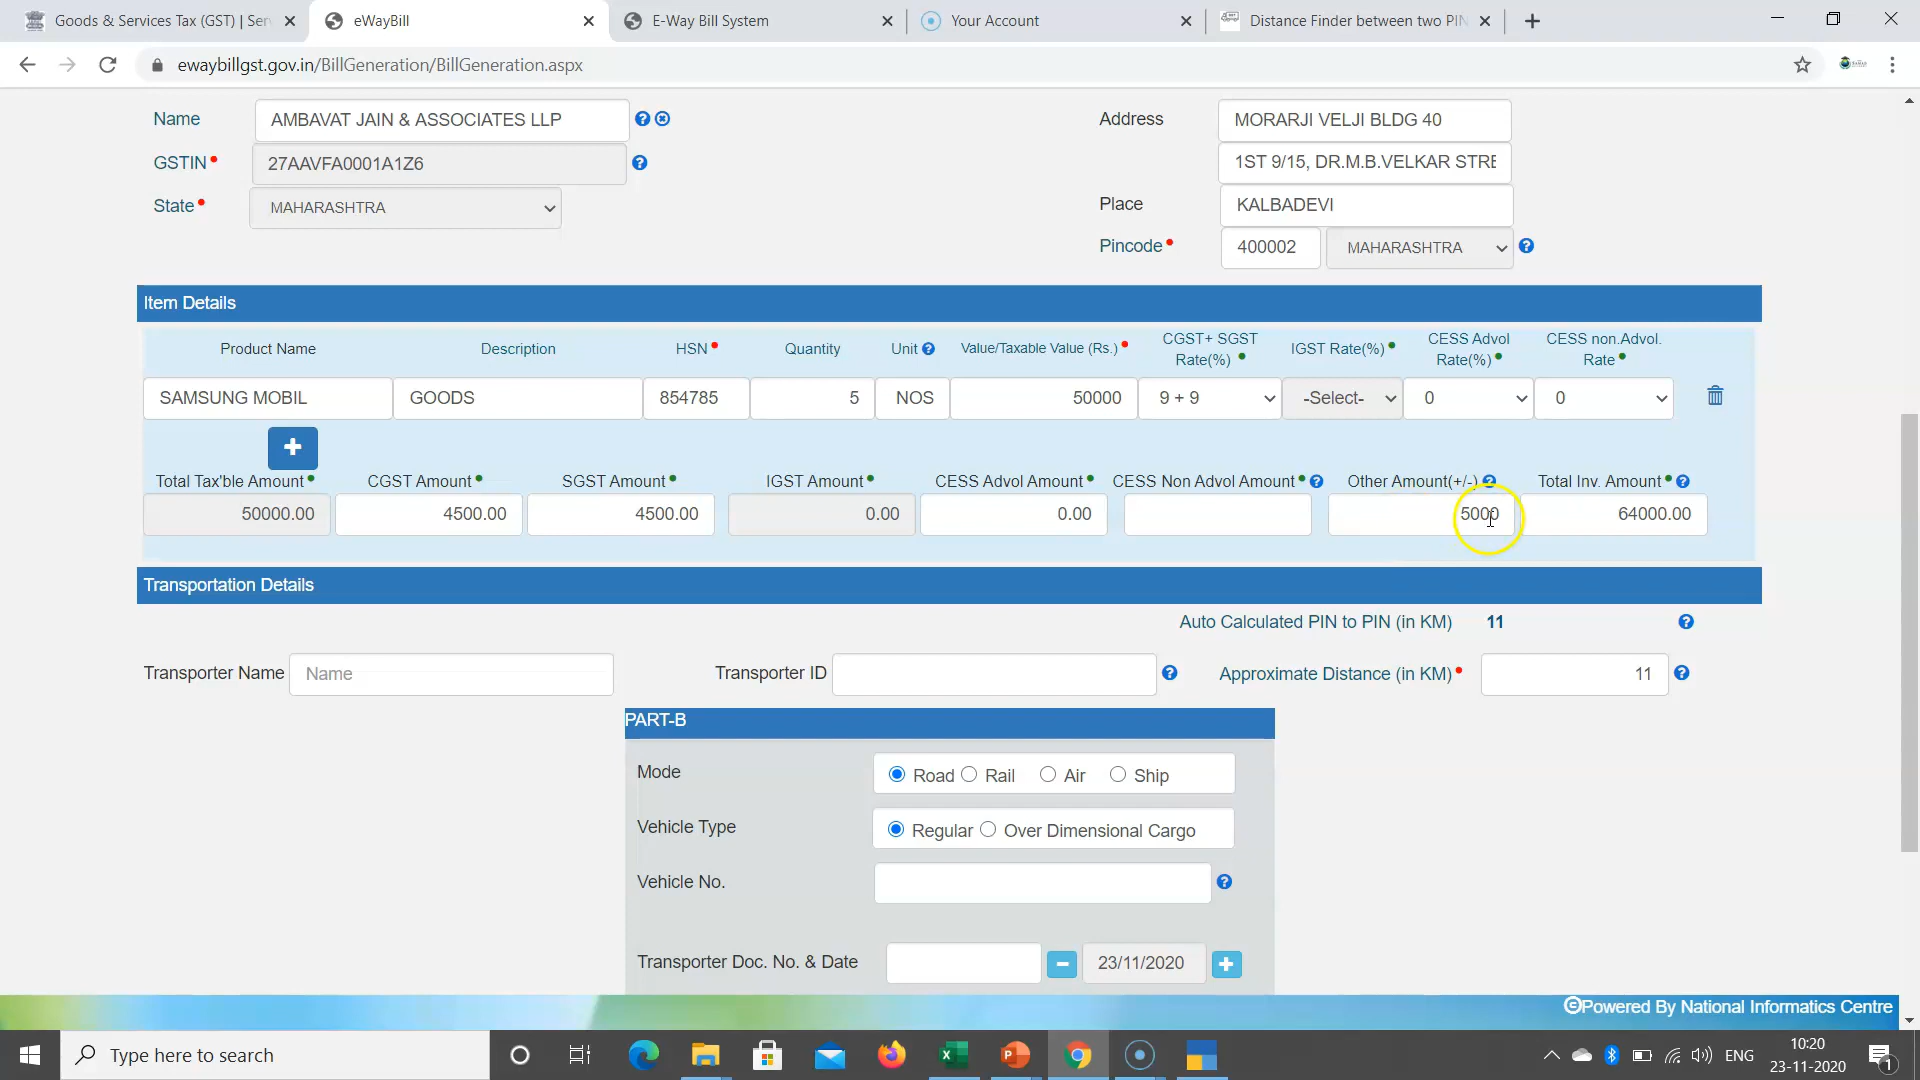 Goods & Services Tax (GST) | Ser
eWayBill
E-Way Bill System
Your Account
Distance Finder between two PIN
ewaybillgst.gov.in/BillGeneration/BillGeneration.aspx
Name
AMBAVAT JAIN & ASSOCIATES LLP
Address
MORARJI VELJI BLDG 40
GSTIN
27AAVFA0001A1Z6
1ST 9/15, DR.M.B.VELKAR STRE
State
MAHARASHTRA
Place
KALBADEVI
Pincode
400002
MAHARASHTRA
Item Details
Product Name
Description
HSN
Quantity
Unit
Value/Taxable Value (Rs.)
CGST+ SGST
Rate(%)
IGST Rate(%)
CESS Advol
Rate(%)
CESS non.Advol.
Rate
SAMSUNG MOBIL
GOODS
854785
5
NOS
50000
9 + 9
-Select-
0
0
Total Tax'ble Amount
CGST Amount
SGST Amount
IGST Amount
CESS Advol Amount
CESS Non Advol Amount
Other Amount(+/-)
Total Inv. Amount
50000.00
4500.00
4500.00
0.00
0.00
5000
64000.00
Transportation Details
Auto Calculated PIN to PIN (in KM)
11
Transporter Name
Name
Transporter ID
Approximate Distance (in KM)
11
PART-B
Mode
Road
Rail
Air
Ship
Vehicle Type
Regular
Over Dimensional Cargo
Vehicle No.
Transporter Doc. No. & Date
23/11/2020
©Powered By National Informatics Centre
Type here to search
ENG
10:20
23-11-2020
1